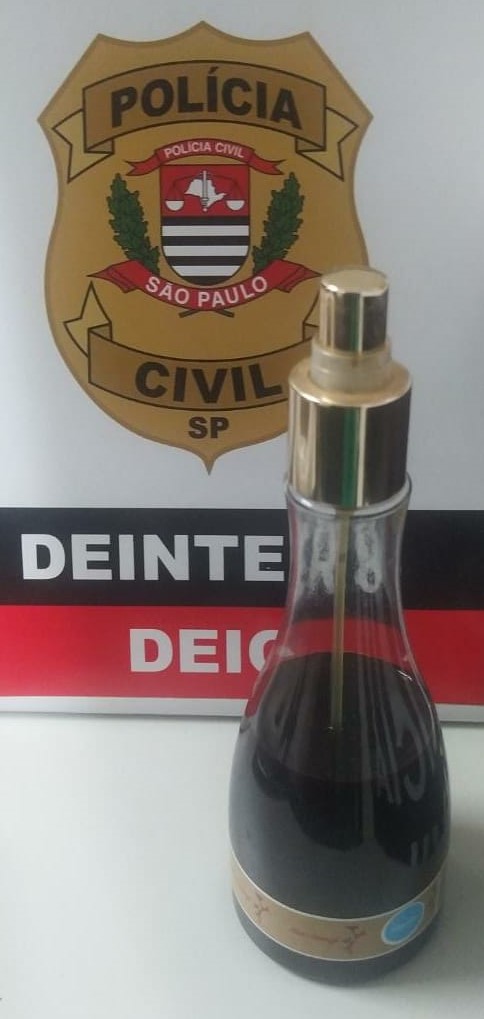 POLÍCIA
POLÍCIA CIVIL
SÃO PAULO
CIVIL
SP
DEINTE
DEIC